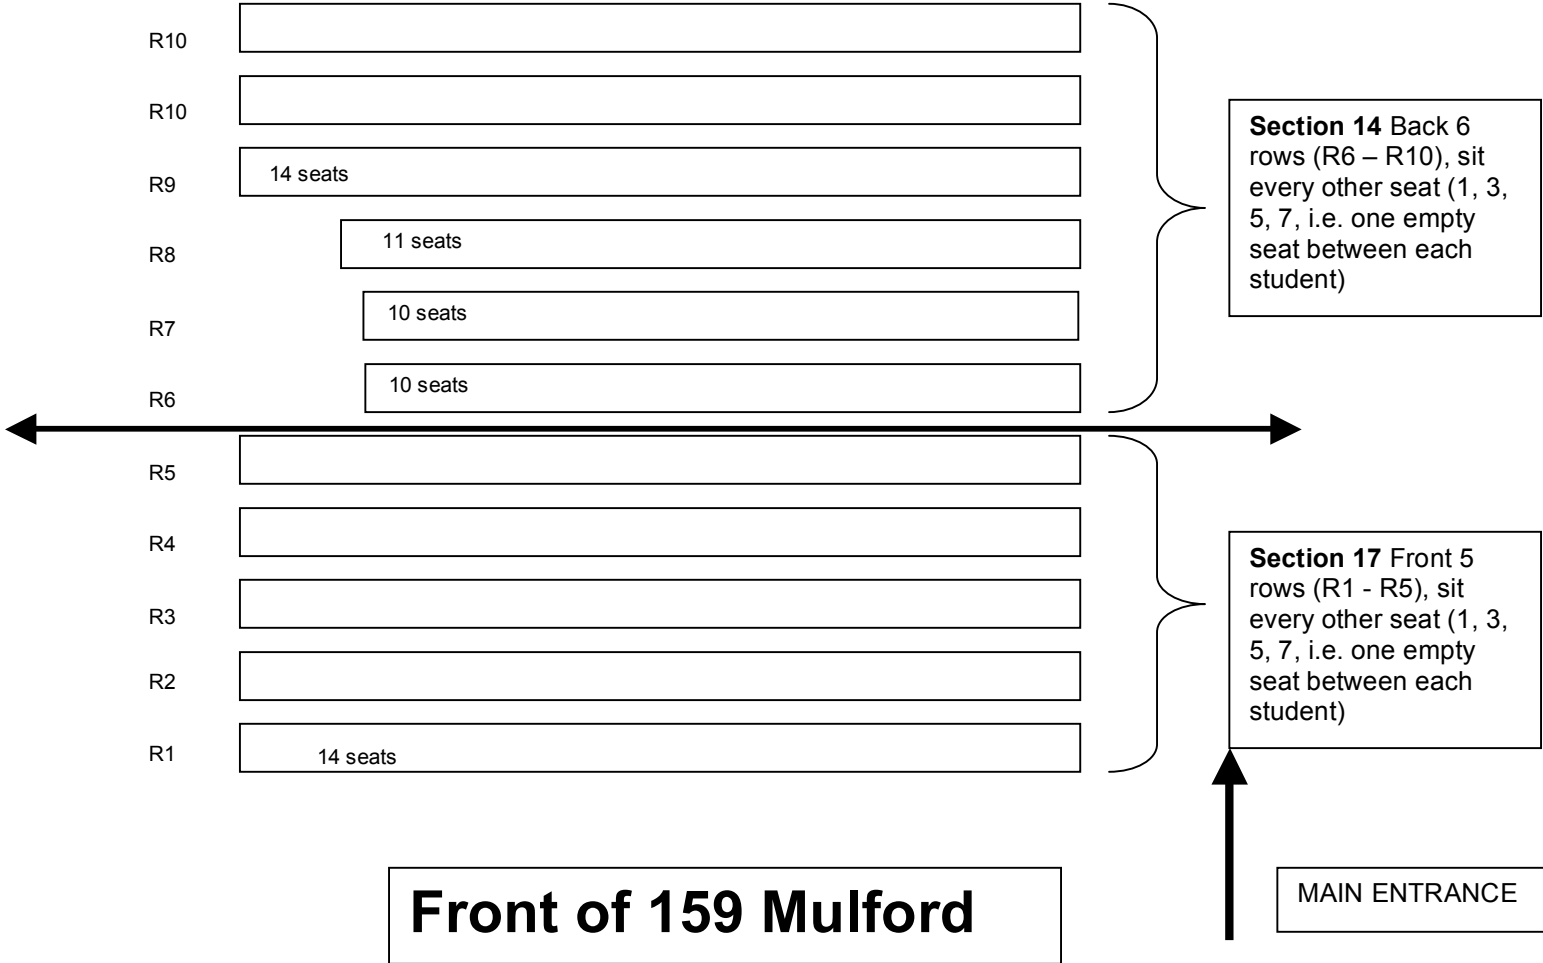 R10
R10
R9
14 seats
R8
11 seats
R7
10 seats
R6
10 seats
Section 14 Back 6
rows (R6 – R10), sit
every other seat (1, 3,
5, 7, i.e. one empty
seat between each
student)
R5
R4
R3
R2
R1
14 seats
Section 17 Front 5
rows (R1 - R5), sit
every other seat (1, 3,
5, 7, i.e. one empty
seat between each
student)
Front of 159 Mulford
MAIN ENTRANCE